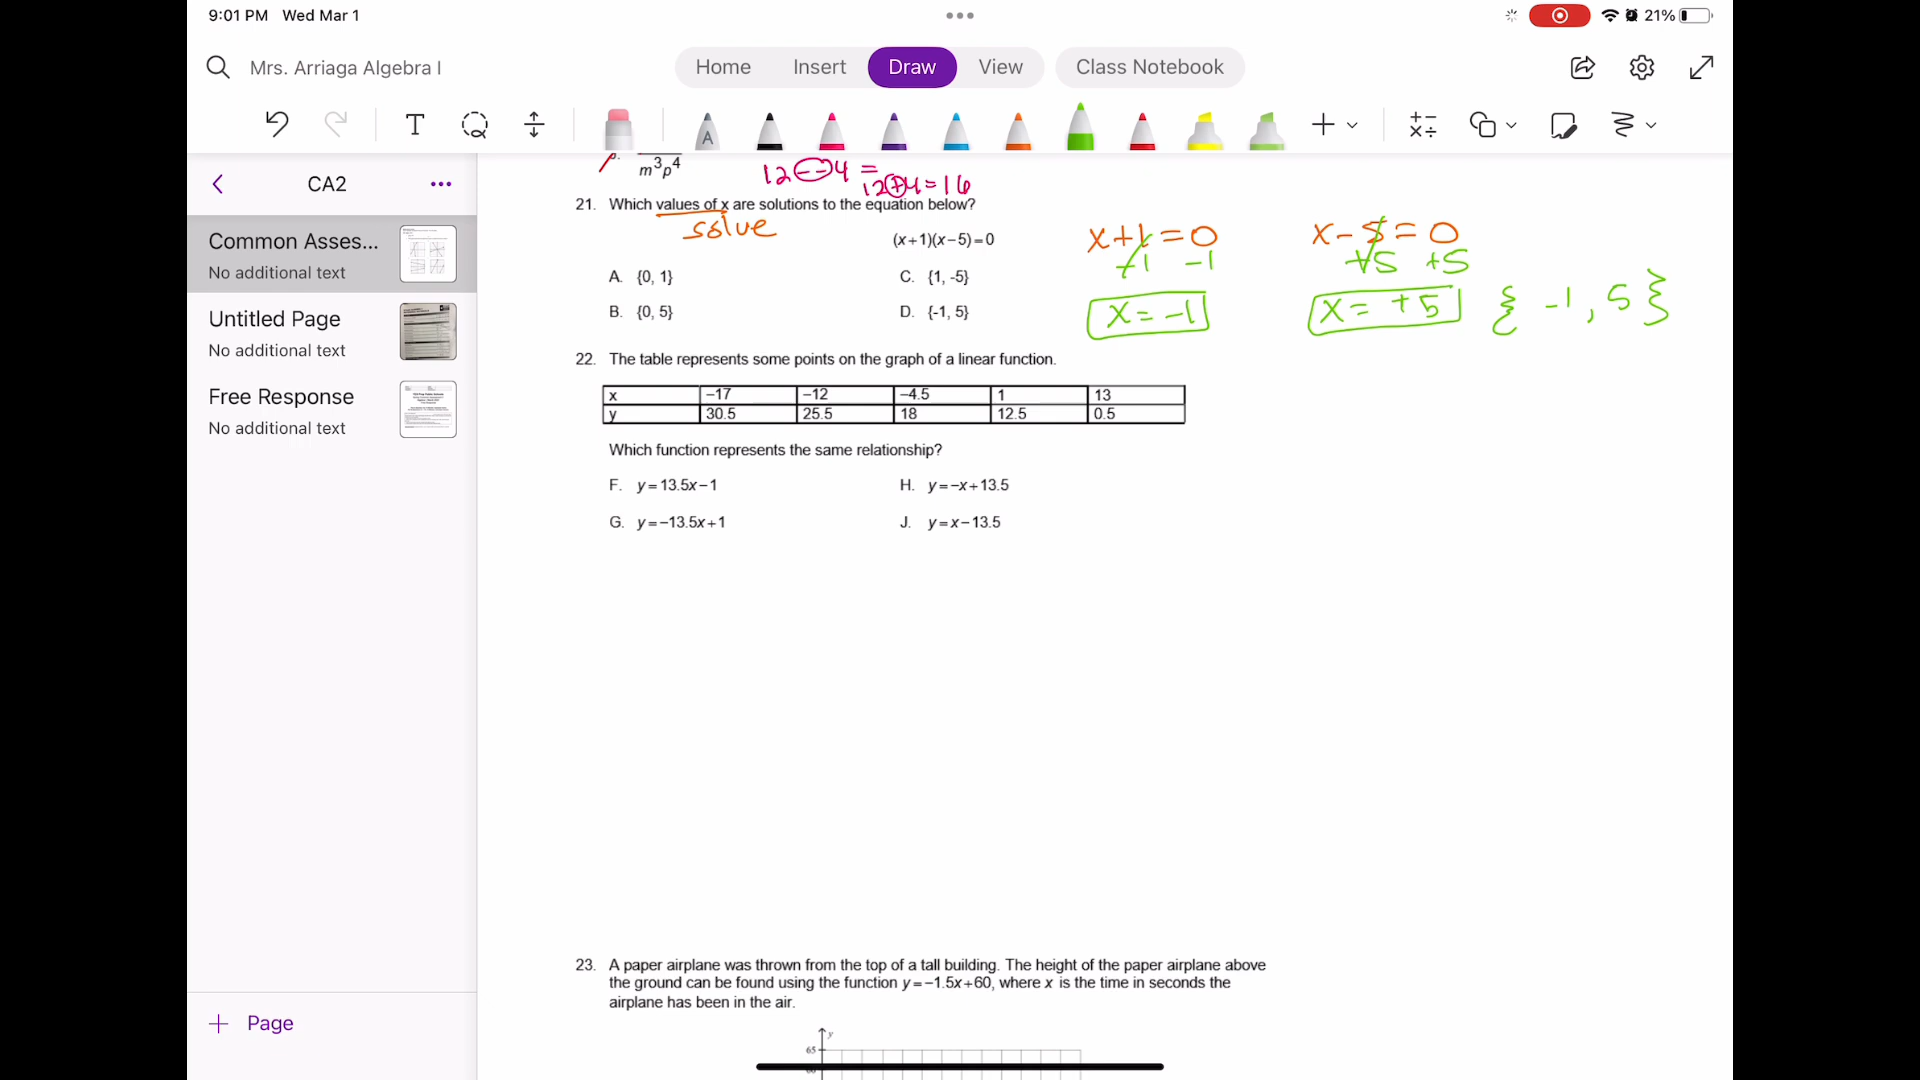 9:01 PM Wed Mar 1
21%
Mrs. Arriaga Algebra I
Home Insert Draw View Class Notebook
T
A
CA2
Common Asses...
No additional text
Untitled Page
No additional text
Free Response
No additional text
+ Page
m³p⁴
12 - -4 =
12+4=16
21. Which values of x are solutions to the equation below?
solve
(x+1)(x−5)=0
A. {0, 1}
C. {1, -5}
B. {0, 5}
D. {-1, 5}
x+1=0
-1 -1
x=-1
x-5=0
+5 +5
x= +5
{ -1, 5 }
22. The table represents some points on the graph of a linear function.
x −17 −12 −4.5 1 13
y 30.5 25.5 18 12.5 0.5
Which function represents the same relationship?
F. y=13.5x−1
H. y=−x+13.5
G. y=−13.5x+1
J. y=x−13.5
23. A paper airplane was thrown from the top of a tall building. The height of the paper airplane above
the ground can be found using the function y=−1.5x+60, where x is the time in seconds the
airplane has been in the air.
y
65